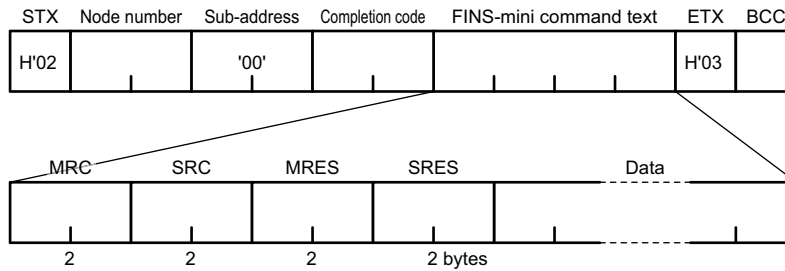 STX Node number Sub-address Completion code FINS-mini command text ETX BCC
H'02 '00' H'03
MRC SRC MRES SRES Data
2 2 2 2 bytes